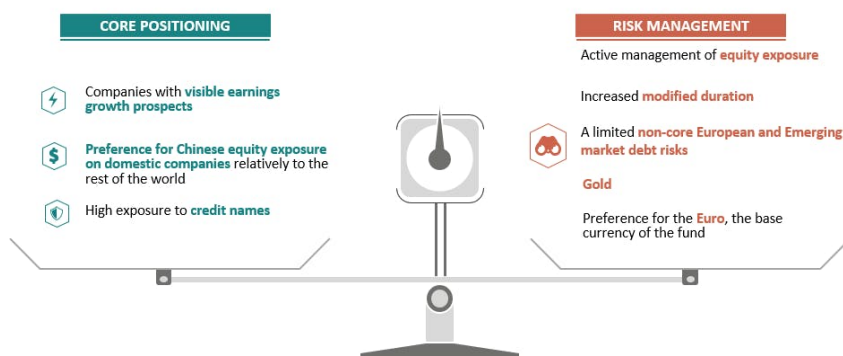 CORE POSITIONING
Companies with visible earnings
growth prospects
Preference for Chinese equity exposure
on domestic companies relatively to the
rest of the world
High exposure to credit names
RISK MANAGEMENT
Active management of equity exposure
Increased modified duration
A limited non-core European and Emerging
market debt risks
Gold
Preference for the Euro, the base
currency of the fund